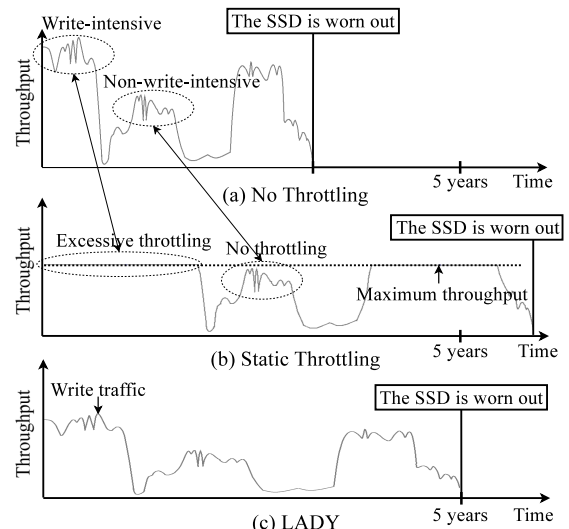 Write-intensive
The SSD is worn out
Non-write-intensive
Throughput
5 years
Time
(a) No Throttling
The SSD is worn out
Excessive throttling
No throttling
Throughput
Maximum throughput
5 years
Time
(b) Static Throttling
Write traffic
The SSD is worn out
Throughput
5 years
Time
(c) LADY